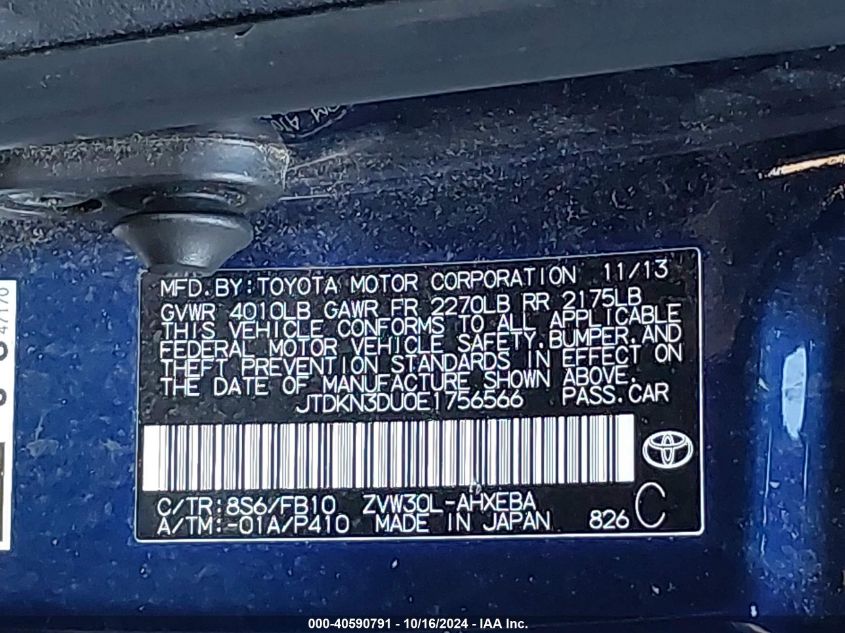 MFD.BY:TOYOTA MOTOR CORPORATION 11/13
GVWR 4010LB GAWR FR 2270LB RR 2175LB
THIS VEHICLE CONFORMS TO ALL APPLICABLE
FEDERAL MOTOR VEHICLE SAFETY,BUMPER,AND
THEFT PREVENTION STANDARDS IN EFFECT ON
THE DATE OF MANUFACTURE SHOWN ABOVE.
JTDKN3DU0E1756566 PASS.CAR
C/TR:8S6/FB10 ZVW30L-AHXEBA
A/TM:-01A/P410 MADE IN JAPAN 826 C
47170
000-40590791 - 10/16/2024 - IAA Inc.